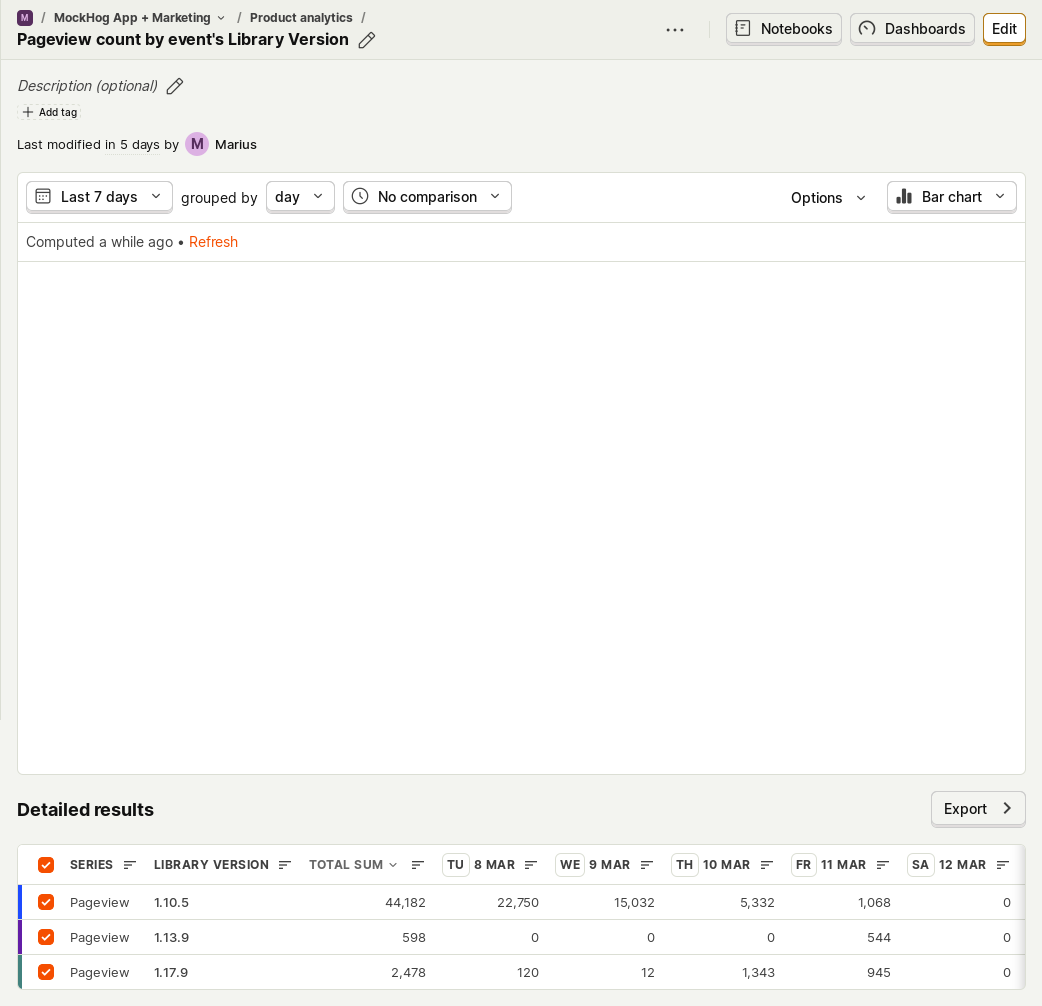 M / MockHog App + Marketing / Product analytics /
Pageview count by event's Library Version
Notebooks Dashboards Edit
Description (optional)
Add tag
Last modified in 5 days by M Marius
Last 7 days grouped by day No comparison Options Bar chart
Computed a while ago • Refresh
Detailed results
Export
SERIES LIBRARY VERSION TOTAL SUM TU 8 MAR WE 9 MAR TH 10 MAR FR 11 MAR SA 12 MAR
Pageview 1.10.5 44,182 22,750 15,032 5,332 1,068 0
Pageview 1.13.9 598 0 0 0 544 0
Pageview 1.17.9 2,478 120 12 1,343 945 0